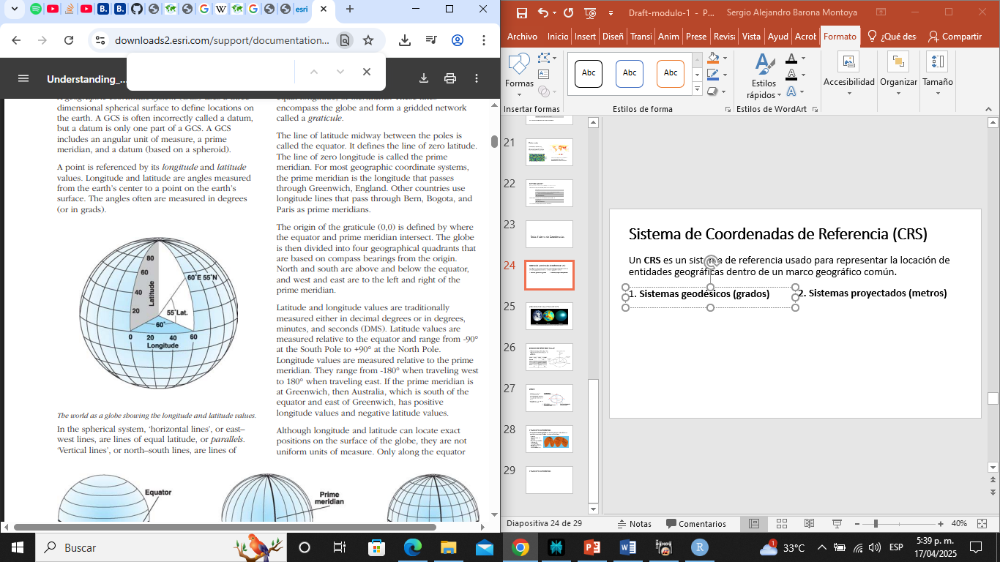 esri
downloads2.esri.com/support/documentation...
Understanding_...
dimensional spherical surface to define locations on
the earth. A GCS is often incorrectly called a datum,
but a datum is only one part of a GCS. A GCS
includes an angular unit of measure, a prime
meridian, and a datum (based on a spheroid).
A point is referenced by its longitude and latitude
values. Longitude and latitude are angles measured
from the earth's center to a point on the earth's
surface. The angles often are measured in degrees
(or in grads).
80
60
40
20
Latitude
60°E 55°N
55°Lat.
60°
0 20 40 60
Longitude
The world as a globe showing the longitude and latitude values.
In the spherical system, 'horizontal lines', or east–
west lines, are lines of equal latitude, or parallels.
'Vertical lines', or north–south lines, are lines of
encompass the globe and form a gridded network
called a graticule.
The line of latitude midway between the poles is
called the equator. It defines the line of zero latitude.
The line of zero longitude is called the prime
meridian. For most geographic coordinate systems,
the prime meridian is the longitude that passes
through Greenwich, England. Other countries use
longitude lines that pass through Bern, Bogota, and
Paris as prime meridians.
The origin of the graticule (0,0) is defined by where
the equator and prime meridian intersect. The globe
is then divided into four geographical quadrants that
are based on compass bearings from the origin.
North and south are above and below the equator,
and west and east are to the left and right of the
prime meridian.
Latitude and longitude values are traditionally
measured either in decimal degrees or in degrees,
minutes, and seconds (DMS). Latitude values are
measured relative to the equator and range from -90°
at the South Pole to +90° at the North Pole.
Longitude values are measured relative to the prime
meridian. They range from -180° when traveling west
to 180° when traveling east. If the prime meridian is
at Greenwich, then Australia, which is south of the
equator and east of Greenwich, has positive
longitude values and negative latitude values.
Although longitude and latitude can locate exact
positions on the surface of the globe, they are not
uniform units of measure. Only along the equator
Equator
Prime
meridian
Draft-modulo-1 - P...
Sergio Alejandro Barona Montoya
Archivo Inicio Insert Diseñ Transi Anim Prese Revis Vista Ayud Acrob Formato ¿Qué des Compartir
Formas
Abc Abc Abc
Estilos
rápidos
Accesibilidad
Organizar
Tamaño
Insertar formas
Estilos de forma
Estilos de WordArt
21
22
23
24
25
26
27
28
29
Sistema de Coordenadas de Referencia (CRS)
Un CRS es un sistema de referencia usado para representar la locación de
entidades geográficas dentro de un marco geográfico común.
1. Sistemas geodésicos (grados)
2. Sistemas proyectados (metros)
Diapositiva 24 de 29
Notas
Comentarios
40%
Buscar
1
33°C
ESP
5:39 p. m.
17/04/2025